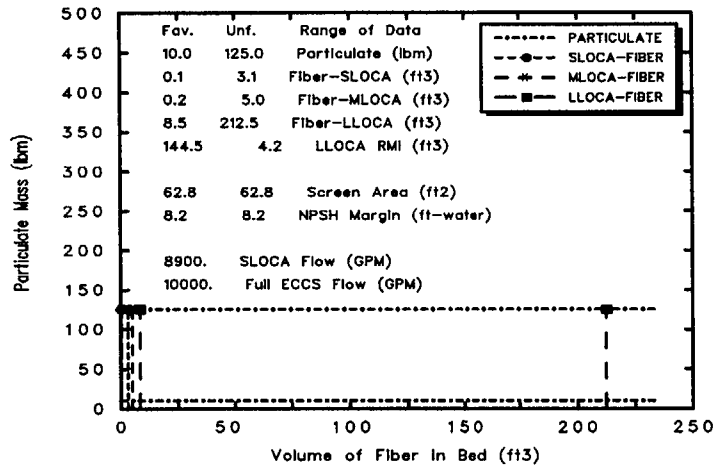 Fav. Unf. Range of Data
10.0 125.0 Particulate (lbm)
0.1 3.1 Fiber-SLOCA (ft3)
0.2 5.0 Fiber-MLOCA (ft3)
8.5 212.5 Fiber-LLOCA (ft3)
144.5 4.2 LLOCA RMI (ft3)
62.8 62.8 Screen Area (ft2)
8.2 8.2 NPSH Margin (ft-water)
8900. SLOCA Flow (GPM)
10000. Full ECCS Flow (GPM)
PARTICULATE
SLOCA-FIBER
MLOCA-FIBER
LLOCA-FIBER
Particulate Mass (lbm)
500
450
400
350
300
250
200
150
100
50
0
0 50 100 150 200 250
Volume of Fiber in Bed (ft3)